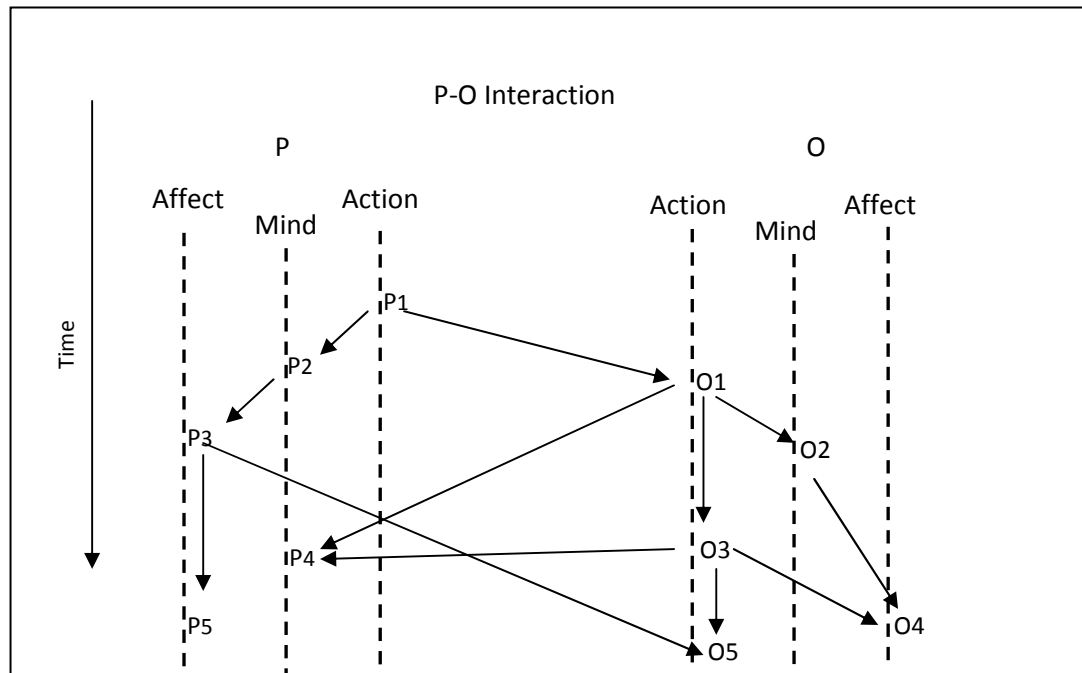 P-O Interaction
P O
Affect Mind Action Action Mind Affect
Time
P1
P2 O1
P3 O2
P4 O3
P5 O4
O5